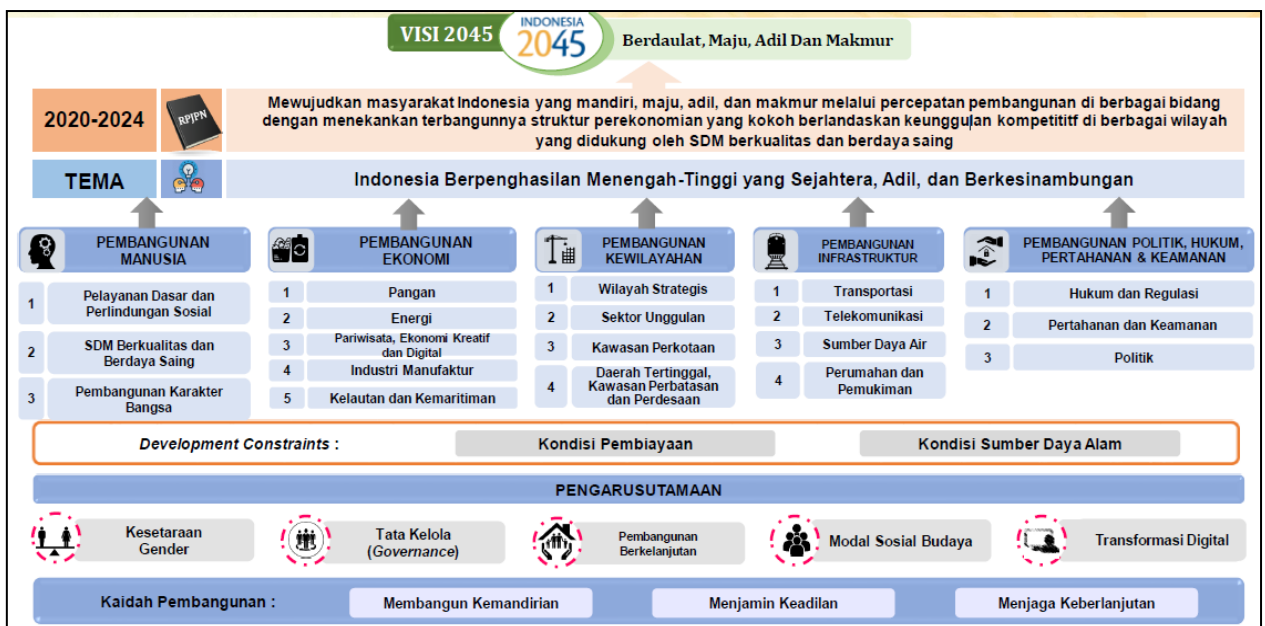 VISI 2045
INDONESIA
2045
Berdaulat, Maju, Adil Dan Makmur
2020-2024
RPJPN
Mewujudkan masyarakat Indonesia yang mandiri, maju, adil, dan makmur melalui percepatan pembangunan di berbagai bidang
dengan menekankan terbangunnya struktur perekonomian yang kokoh berlandaskan keunggulan kompetititf di berbagai wilayah
yang didukung oleh SDM berkualitas dan berdaya saing
TEMA
Indonesia Berpenghasilan Menengah-Tinggi yang Sejahtera, Adil, dan Berkesinambungan
PEMBANGUNAN
MANUSIA
1
Pelayanan Dasar dan
Perlindungan Sosial
2
SDM Berkualitas dan
Berdaya Saing
3
Pembangunan Karakter
Bangsa
PEMBANGUNAN
EKONOMI
1 Pangan
2 Energi
3
Pariwisata, Ekonomi Kreatif
dan Digital
4 Industri Manufaktur
5 Kelautan dan Kemaritiman
PEMBANGUNAN
KEWILAYAHAN
1 Wilayah Strategis
2 Sektor Unggulan
3 Kawasan Perkotaan
4
Daerah Tertinggal,
Kawasan Perbatasan
dan Perdesaan
PEMBANGUNAN
INFRASTRUKTUR
1 Transportasi
2 Telekomunikasi
3 Sumber Daya Air
4
Perumahan dan
Pemukiman
PEMBANGUNAN POLITIK, HUKUM,
PERTAHANAN & KEAMANAN
1 Hukum dan Regulasi
2 Pertahanan dan Keamanan
3 Politik
Development Constraints : Kondisi Pembiayaan Kondisi Sumber Daya Alam
PENGARUSUTAMAAN
Kesetaraan
Gender
Tata Kelola
(Governance)
Pembangunan
Berkelanjutan
Modal Sosial Budaya
Transformasi Digital
Kaidah Pembangunan : Membangun Kemandirian Menjamin Keadilan Menjaga Keberlanjutan